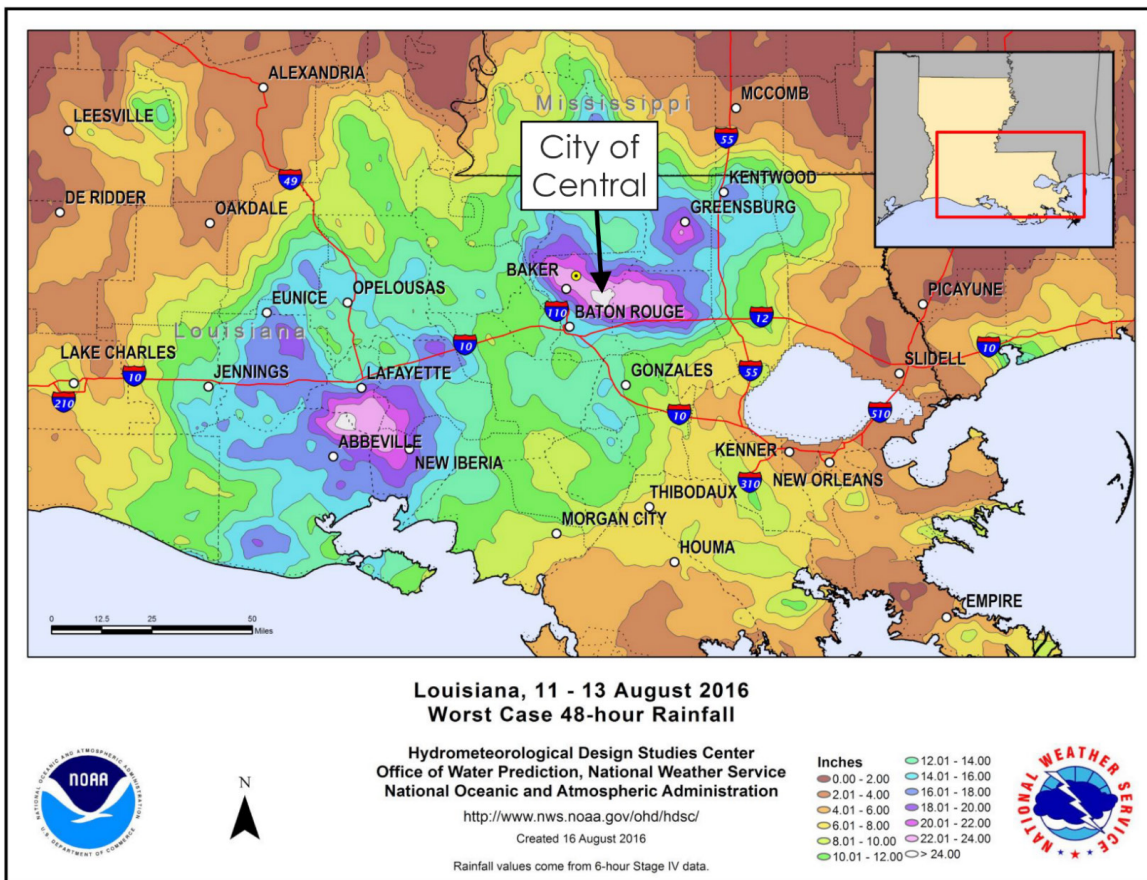 ALEXANDRIA
LEESVILLE
Mississippi
MCCOMB
55
City of
Central
49
KENTWOOD
DE RIDDER
OAKDALE
GREENSBURG
BAKER
EUNICE
OPELOUSAS
110
BATON ROUGE
12
PICAYUNE
Louisiana
10
LAKE CHARLES
10
JENNINGS
LAFAYETTE
GONZALES
55
SLIDELL
10
210
10
510
ABBEVILLE
NEW IBERIA
KENNER
NEW ORLEANS
310
THIBODAUX
MORGAN CITY
HOUMA
EMPIRE
0 12.5 25 50
Miles
Louisiana, 11 - 13 August 2016
Worst Case 48-hour Rainfall
Hydrometeorological Design Studies Center
Office of Water Prediction, National Weather Service
National Oceanic and Atmospheric Administration
http://www.nws.noaa.gov/ohd/hdsc/
Created 16 August 2016
Rainfall values come from 6-hour Stage IV data.
NATIONAL OCEANIC AND ATMOSPHERIC ADMINISTRATION
NOAA
U.S. DEPARTMENT OF COMMERCE
N
Inches
0.00 - 2.00
2.01 - 4.00
4.01 - 6.00
6.01 - 8.00
8.01 - 10.00
10.01 - 12.00
12.01 - 14.00
14.01 - 16.00
16.01 - 18.00
18.01 - 20.00
20.01 - 22.00
22.01 - 24.00
> 24.00
NATIONAL WEATHER SERVICE